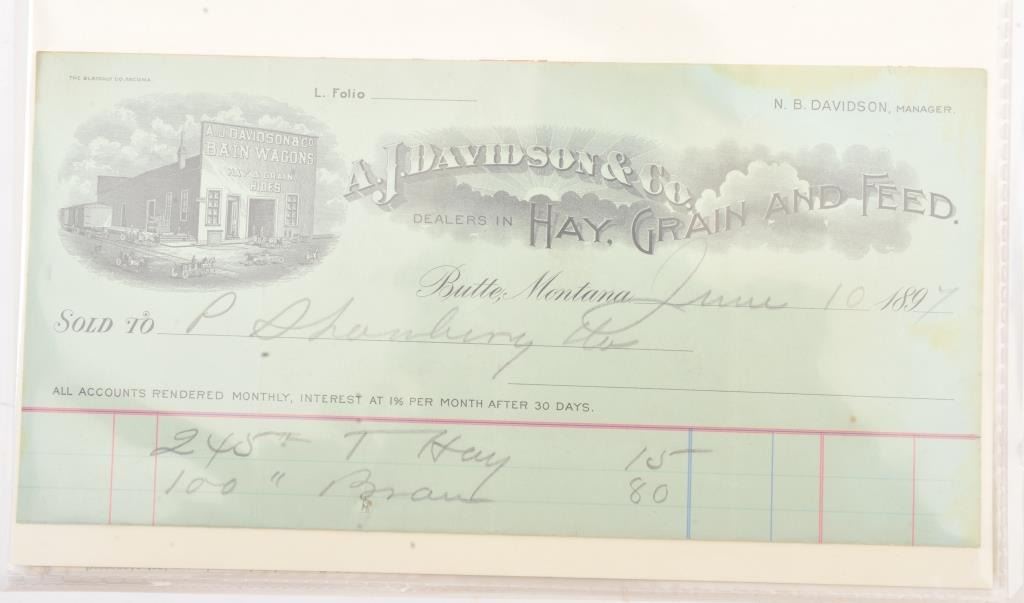 THE BLATCHLY CO. TACOMA
L. Folio
N. B. DAVIDSON, MANAGER.
A. J. DAVIDSON & CO.
BAIN WAGONS
HAY & GRAIN
HIDES
A. J. DAVIDSON & CO.
DEALERS IN HAY, GRAIN AND FEED.
Butte, Montana June 10 1897
SOLD TO P
ALL ACCOUNTS RENDERED MONTHLY, INTEREST AT 1% PER MONTH AFTER 30 DAYS.
245# T Hay 15
100 " Bran 80